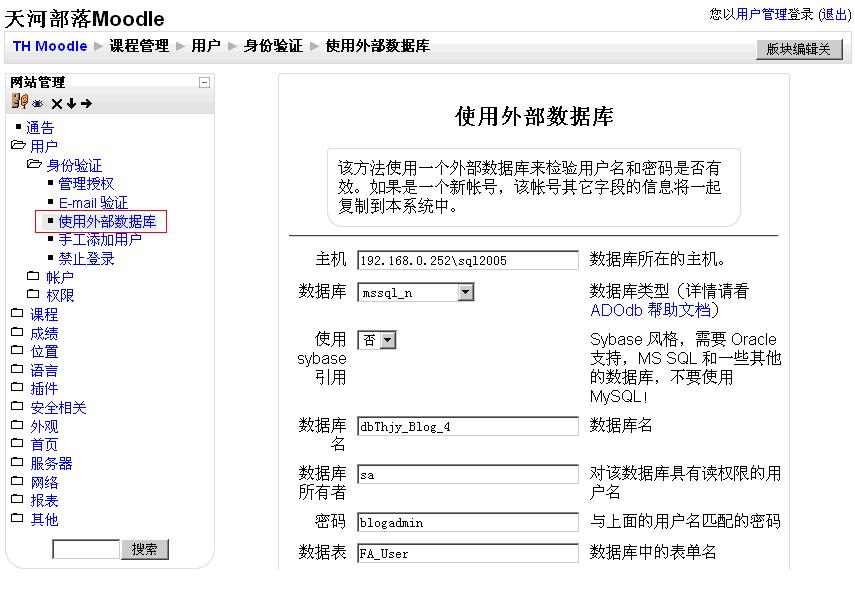 天河部落Moodle
您以用户管理登录 (退出)
TH Moodle ► 课程管理 ► 用户 ► 身份验证 ► 使用外部数据库
版块编辑关
网站管理
通告
用户
身份验证
管理授权
E-mail 验证
使用外部数据库
手工添加用户
禁止登录
帐户
权限
课程
成绩
位置
语言
插件
安全相关
外观
首页
服务器
网络
报表
其他
搜索
使用外部数据库
该方法使用一个外部数据库来检验用户名和密码是否有
效。如果是一个新帐号，该帐号其它字段的信息将一起
复制到本系统中。
主机 192.168.0.252\sql2005 数据库所在的主机。
数据库 mssql_n 数据库类型（详情请看
ADOdb 帮助文档）
使用 否 Sybase 风格，需要 Oracle
sybase 支持，MS SQL 和一些其他
引用 的数据库，不要使用
MySQL！
数据库 dbThjy_Blog_4 数据库名
名
数据库 sa 对该数据库具有读权限的用
所有者 户名
密码 blogadmin 与上面的用户名匹配的密码
数据表 FA_User 数据库中的表单名